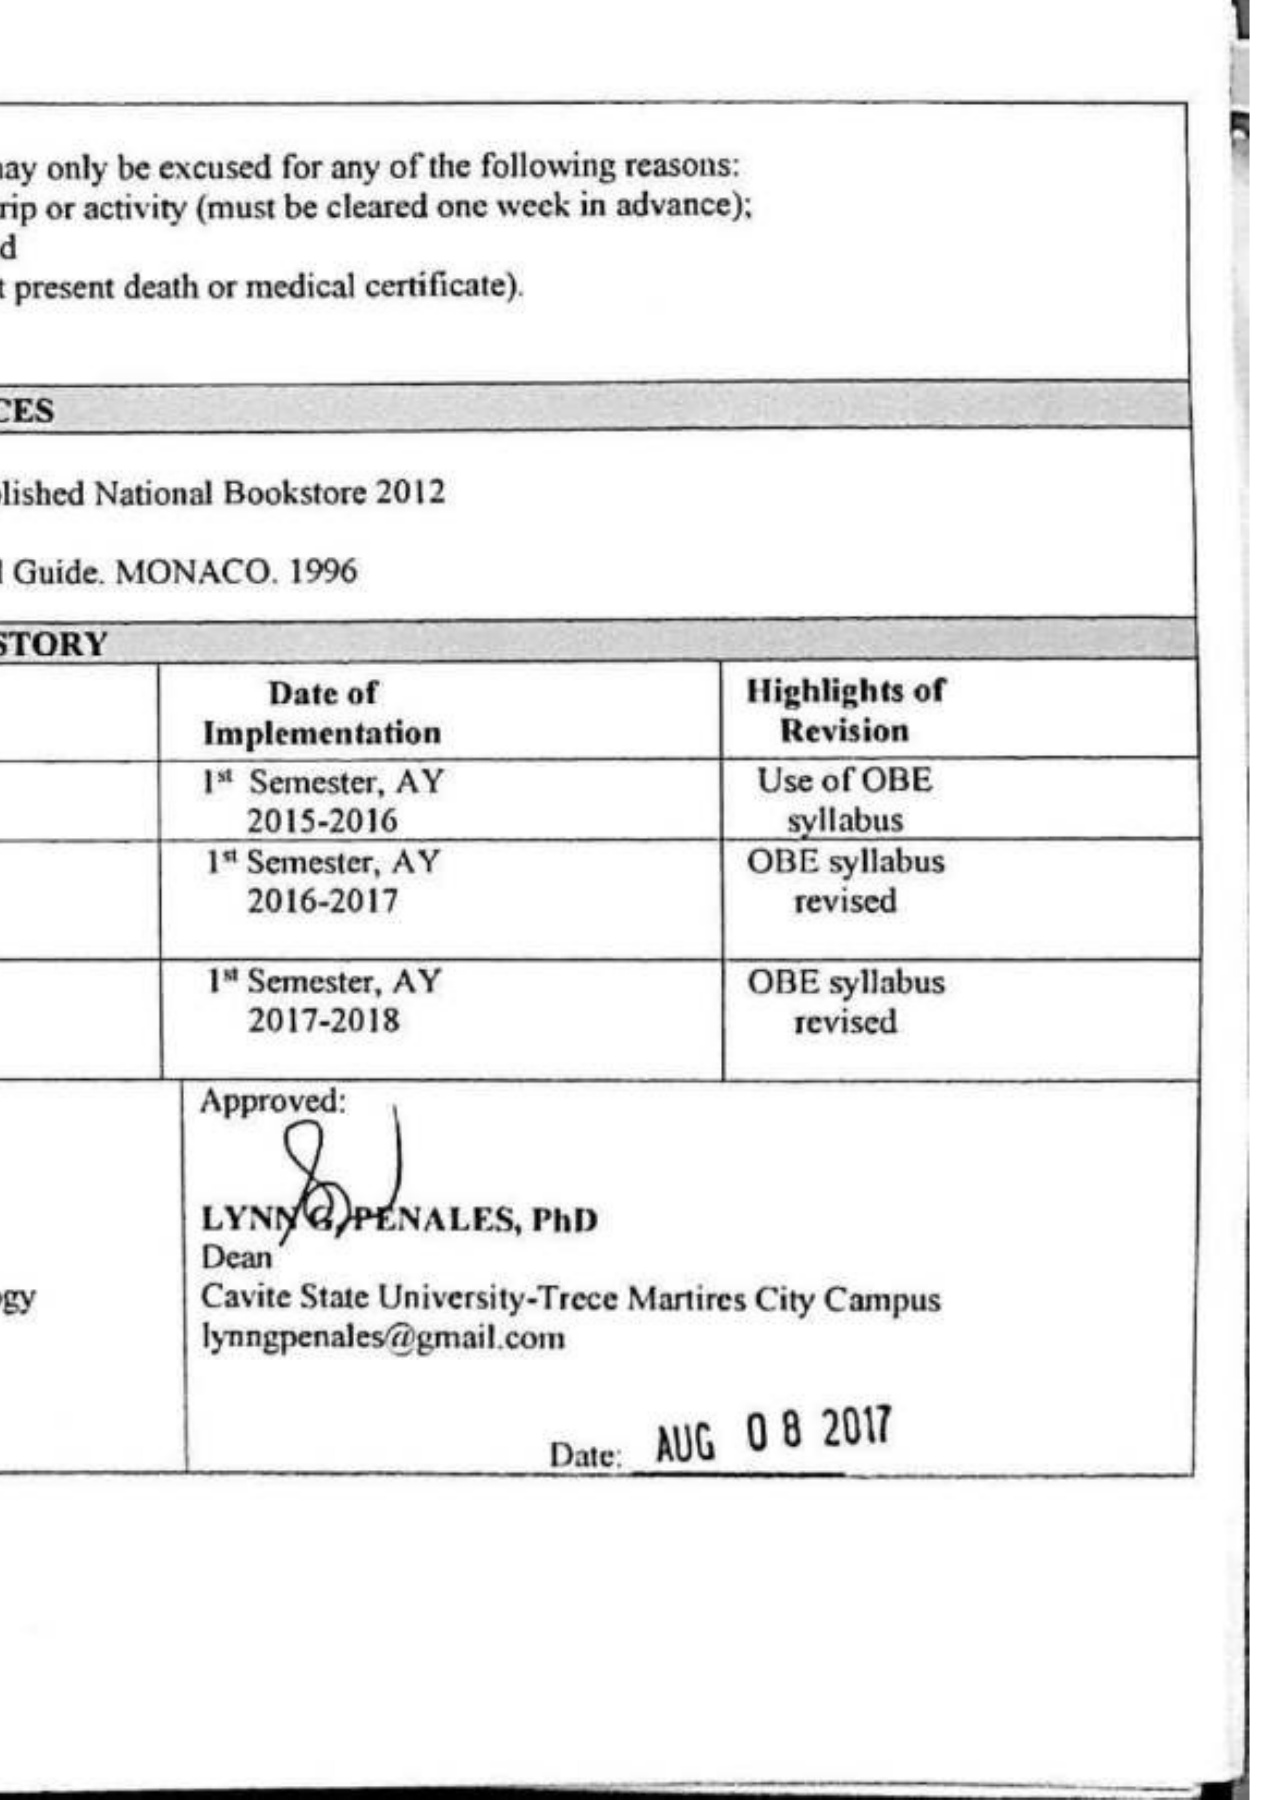 may only be excused for any of the following reasons:
rip or activity (must be cleared one week in advance);
d
t present death or medical certificate).
CES
lished National Bookstore 2012
l Guide. MONACO. 1996
STORY
Date of Implementation Highlights of Revision
1st Semester, AY 2015-2016 Use of OBE syllabus
1st Semester, AY 2016-2017 OBE syllabus revised
1st Semester, AY 2017-2018 OBE syllabus revised
gy
Approved:
LYNN G. PENALES, PhD
Dean
Cavite State University-Trece Martires City Campus
lynngpenales@gmail.com
Date: AUG 08 2017